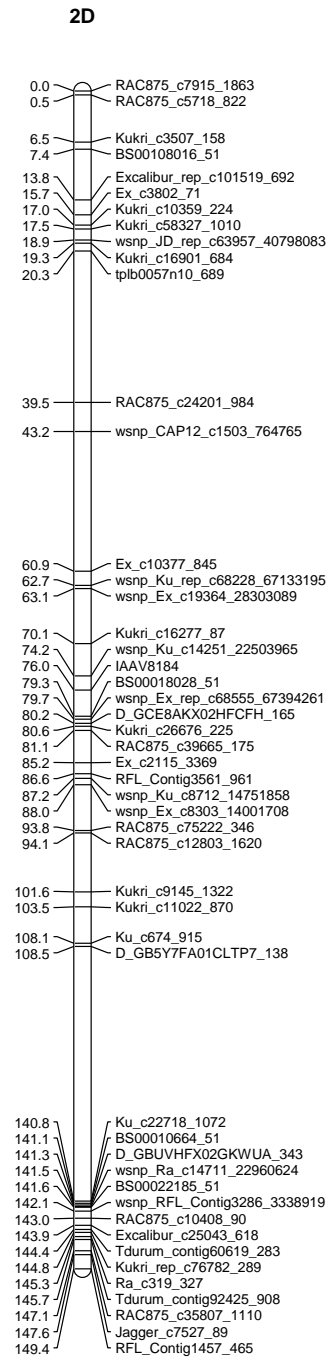 2D
0.0 RAC875_c7915_1863
0.5 RAC875_c5718_822
6.5 Kukri_c3507_158
7.4 BS00108016_51
13.8 Excalibur_rep_c101519_692
15.7 Ex_c3802_71
17.0 Kukri_c10359_224
17.5 Kukri_c58327_1010
18.9 wsnp_JD_rep_c63957_40798083
19.3 Kukri_c16901_684
20.3 tplb0057n10_689
39.5 RAC875_c24201_984
43.2 wsnp_CAP12_c1503_764765
60.9 Ex_c10377_845
62.7 wsnp_Ku_rep_c68228_67133195
63.1 wsnp_Ex_c19364_28303089
70.1 Kukri_c16277_87
74.2 wsnp_Ku_c14251_22503965
76.0 IAAV8184
79.3 BS00018028_51
79.7 wsnp_Ex_rep_c68555_67394261
80.2 D_GCE8AKX02HFCFH_165
80.6 Kukri_c26676_225
81.1 RAC875_c39665_175
85.2 Ex_c2115_3369
86.6 RFL_Contig3561_961
87.2 wsnp_Ku_c8712_14751858
88.0 wsnp_Ex_c8303_14001708
93.8 RAC875_c75222_346
94.1 RAC875_c12803_1620
101.6 Kukri_c9145_1322
103.5 Kukri_c11022_870
108.1 Ku_c674_915
108.5 D_GB5Y7FA01CLTP7_138
140.8 Ku_c22718_1072
141.1 BS00010664_51
141.3 D_GBUVHFX02GKWUA_343
141.5 wsnp_Ra_c14711_22960624
141.6 BS00022185_51
142.1 wsnp_RFL_Contig3286_3338919
143.0 RAC875_c10408_90
143.9 Excalibur_c25043_618
144.4 Tdurum_contig60619_283
144.8 Kukri_rep_c76782_289
145.3 Ra_c319_327
145.7 Tdurum_contig92425_908
147.1 RAC875_c35807_1110
147.6 Jagger_c7527_89
149.4 RFL_Contig1457_465